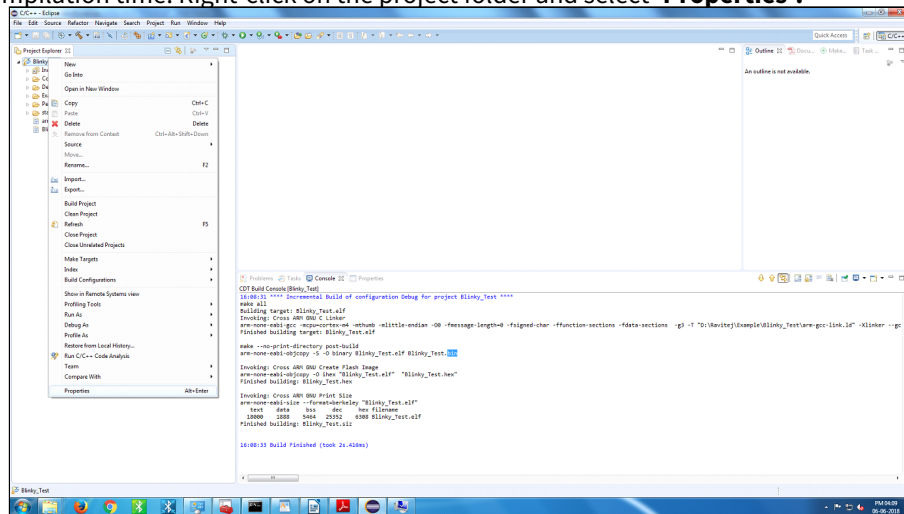 mpilation time. Right-click on the project folder and select "Properties".
C/C++ - Eclipse
File Edit Source Refactor Navigate Search Project Run Window Help
Quick Access
C/C++
Project Explorer
Outline
Docu...
Make...
Task ...
An outline is not available.
Blinky
New
Go Into
Open in New Window
Copy Ctrl+C
Paste Ctrl+V
Delete Delete
Remove from Context Ctrl+Alt+Shift+Down
Source
Move...
Rename... F2
Import...
Export...
Build Project
Clean Project
Refresh F5
Close Project
Close Unrelated Projects
Make Targets
Index
Build Configurations
Show in Remote Systems view
Profiling Tools
Run As
Debug As
Profile As
Restore from Local History...
Run C/C++ Code Analysis
Team
Compare With
Properties Alt+Enter
Problems Tasks Console Properties
CDT Build Console [Blinky_Test]
16:08:31 **** Incremental Build of configuration Debug for project Blinky_Test ****
make all
Building target: Blinky_Test.elf
Invoking: Cross ARM GNU C Linker
arm-none-eabi-gcc -mcpu=cortex-m4 -mthumb -mlittle-endian -O0 -fmessage-length=0 -fsigned-char -ffunction-sections -fdata-sections -g3 -T "D:\Ravitej\Example\Blinky_Test\arm-gcc-link.ld" -Xlinker --gc
Finished building target: Blinky_Test.elf
make --no-print-directory post-build
arm-none-eabi-objcopy -S -O binary Blinky_Test.elf Blinky_Test.bin
Invoking: Cross ARM GNU Create Flash Image
arm-none-eabi-objcopy -O ihex "Blinky_Test.elf" "Blinky_Test.hex"
Finished building: Blinky_Test.hex
Invoking: Cross ARM GNU Print Size
arm-none-eabi-size --format=berkeley "Blinky_Test.elf"
text data bss dec hex filename
18000 1888 5464 25352 6308 Blinky_Test.elf
Finished building: Blinky_Test.siz
16:08:33 Build Finished (took 2s.416ms)
Blinky_Test
PM 04:09
06-06-2018